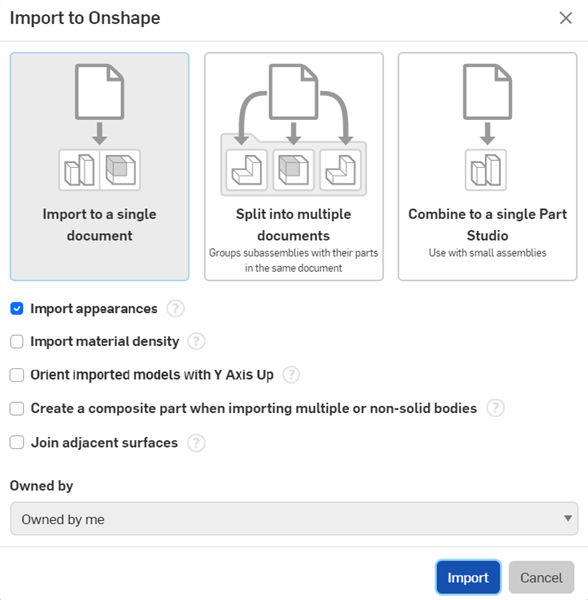 Import to Onshape
Import to a single
document
Split into multiple
documents
Groups subassemblies with their parts
in the same document
Combine to a single Part
Studio
Use with small assemblies
Import appearances ?
Import material density ?
Orient imported models with Y Axis Up ?
Create a composite part when importing multiple or non-solid bodies ?
Join adjacent surfaces ?
Owned by
Owned by me
Import Cancel